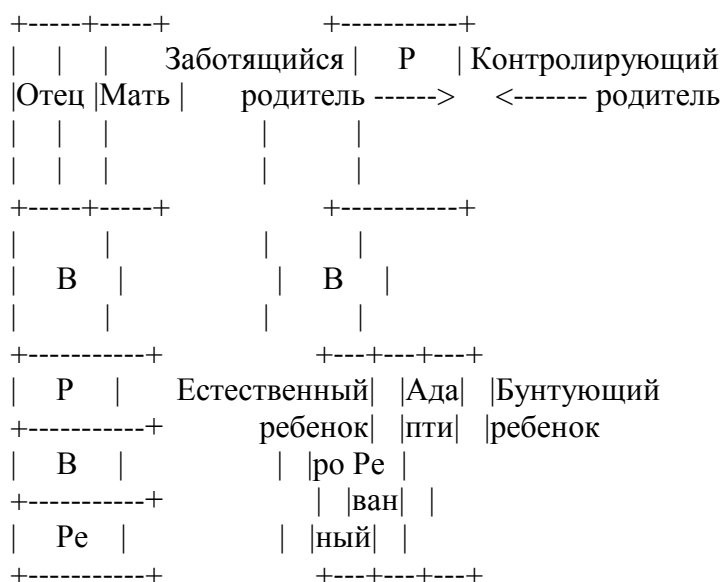 +-----+-----+ +-----------+
| | | Заботящийся | Р | Контролирующий
|Отец |Мать | родитель ------> <------- родитель
| | | | |
| | | | |
+-----+-----+ +-----------+
| | | |
| В | | В |
| | | |
+-----------+ +---+---+---+
| Р | Естественный| |Ада| |Бунтующий
+-----------+ ребенок| |пти| |ребенок
| В | | |ро Ре |
+-----------+ | |ван| |
| Ре | | |ный| |
+-----------+ +---+---+---+